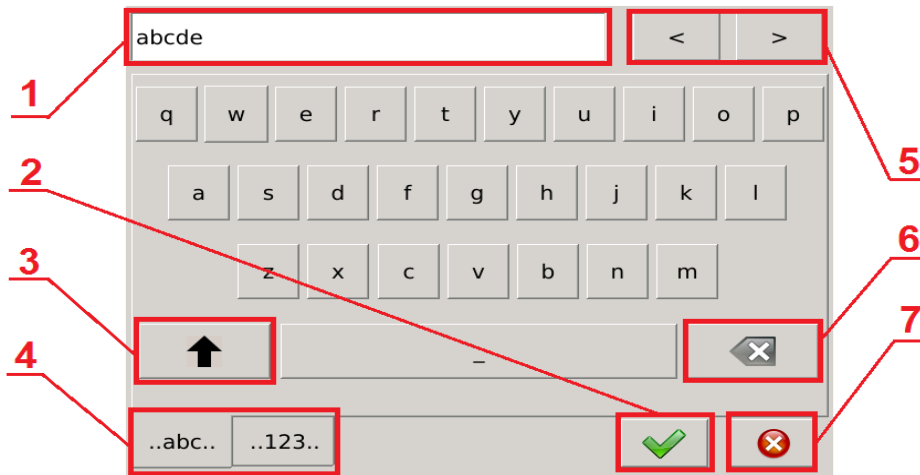 abcde < >
1
q w e r t y u i o p
2 5
a s d f g h j k l
3 6
z x c v b n m
7
_
4
..abc.. ..123..